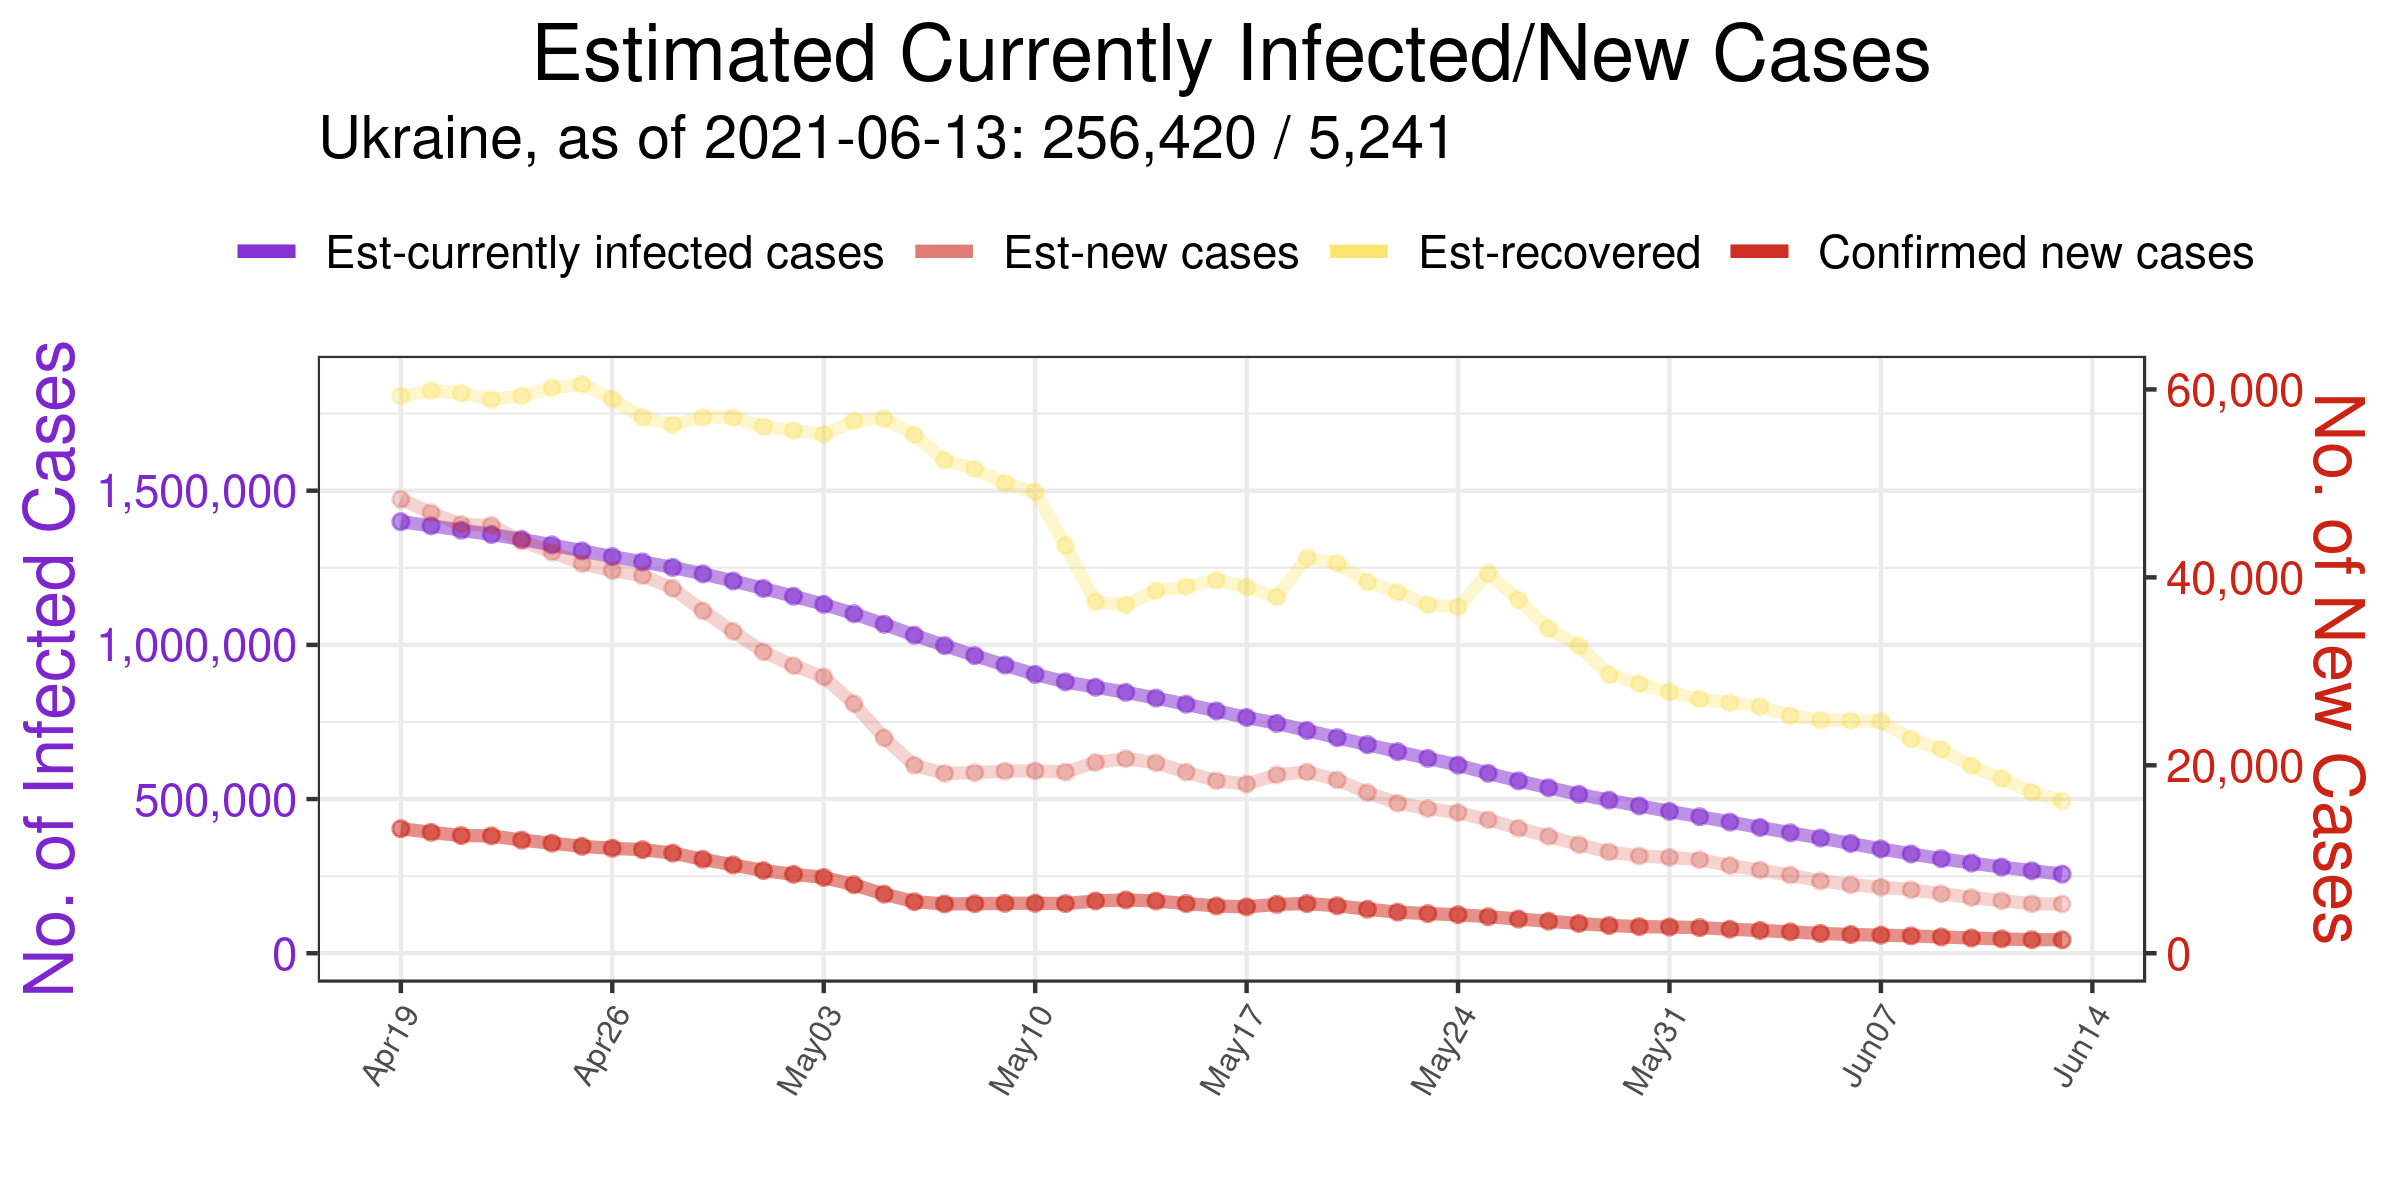 Estimated Currently Infected/New Cases
Ukraine, as of 2021-06-13: 256,420 / 5,241
Est-currently infected cases Est-new cases Est-recovered Confirmed new cases
No. of Infected Cases
1,500,000
1,000,000
500,000
0
60,000
40,000
20,000
0
No. of New Cases
Apr19 Apr26 May03 May10 May17 May24 May31 Jun07 Jun14